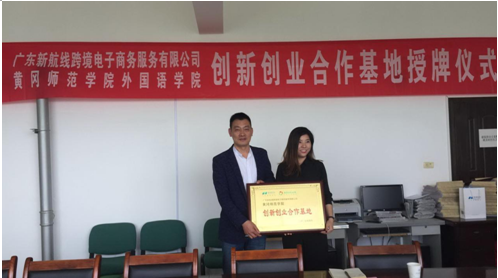 广东新航线跨境电子商务服务有限公司
黄冈师范学院外国语学院
创新创业合作基地授牌仪式
创新创业合作基地